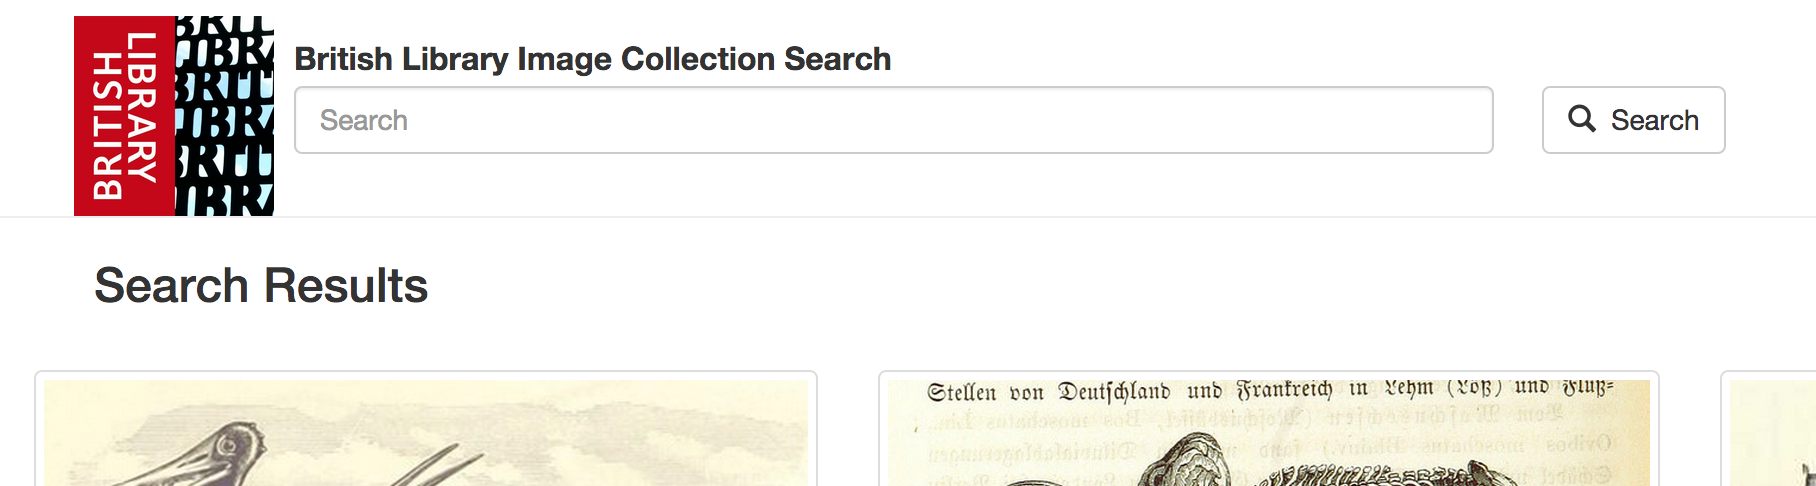 BRITISH
LIBRARY
British Library Image Collection Search
Search
Search
Search Results
Stellen von Deutschland und Frankreich in Lehm (Löß) und Fluß=